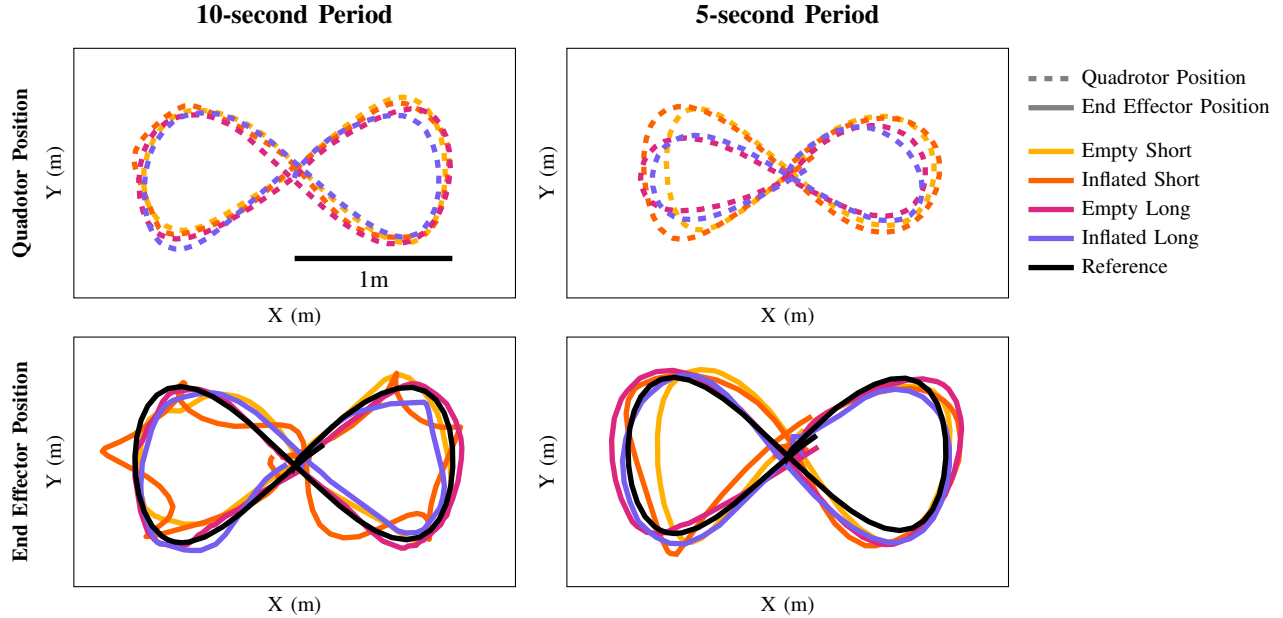 10-second Period
5-second Period
Quadotor Position
Y (m)
1m
X (m)
Y (m)
X (m)
Quadrotor Position
End Effector Position
Empty Short
Inflated Short
Empty Long
Inflated Long
Reference
End Effector Position
Y (m)
X (m)
Y (m)
X (m)